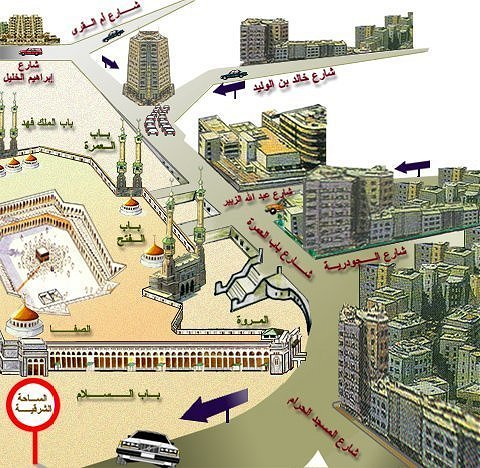 شارع أم القرى
شارع
إبراهيم الخليل
شارع خالد بن الوليد
باب الملك فهد
باب
العمرة
شارع عبد الله الزبير
باب
الفتح
شارع باب العمرة
شارع الجودرية
المروة
الصفا
باب الســلام
الساحة
الشرقية
شارع المسجد الحرام